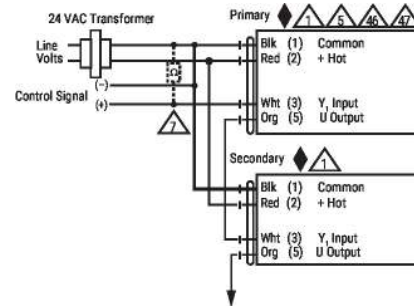 24 VAC Transformer
Line
Volts
Control Signal
(−)
(+)
Ω
7
Primary 1 5 46 47
Blk (1) Common
Red (2) + Hot
Wht (3) Y₁ Input
Org (5) U Output
Secondary 1
Blk (1) Common
Red (2) + Hot
Wht (3) Y₁ Input
Org (5) U Output